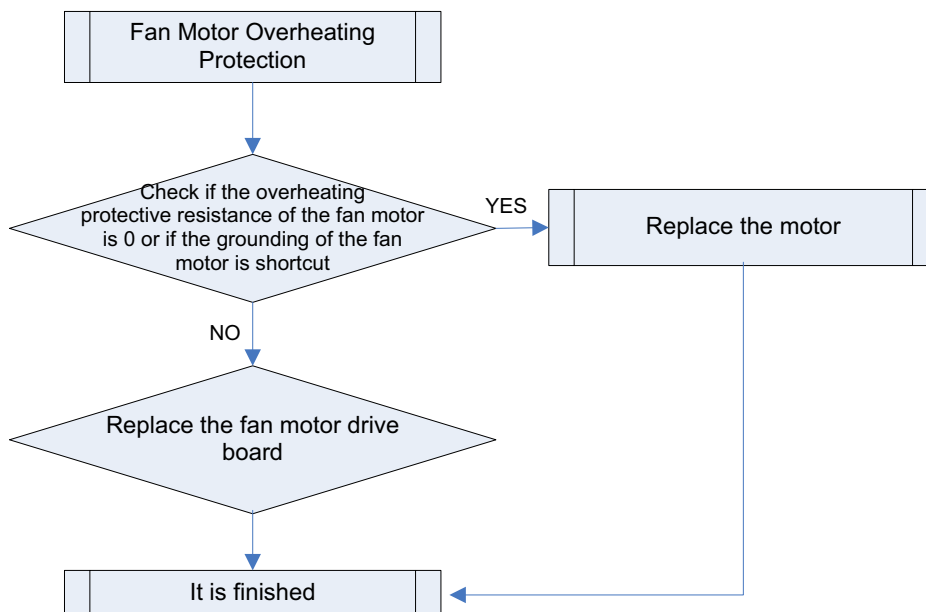 Fan Motor Overheating
Protection
Check if the overheating
protective resistance of the fan motor
is 0 or if the grounding of the fan
motor is shortcut
YES
Replace the motor
NO
Replace the fan motor drive
board
It is finished